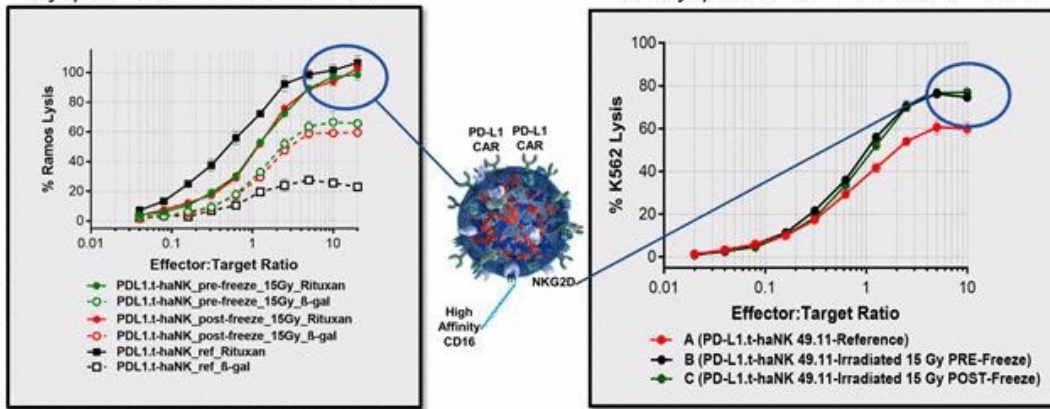 100
80
60
40
20
0
% Ramos Lysis
0.01
0.1
1
10
Effector:Target Ratio
PDL1.t-haNK_pre-freeze_15Gy_Rituxan
PDL1.t-haNK_pre-freeze_15Gy_ß-gal
PDL1.t-haNK_post-freeze_15Gy_Rituxan
PDL1.t-haNK_post-freeze_15Gy_ß-gal
PDL1.t-haNK_ref_Rituxan
PDL1.t-haNK_ref_ß-gal
PD-L1 PD-L1
CAR CAR
NKG2D
High
Affinity
CD16
100
80
60
40
20
0
% K562 Lysis
0.01
0.1
1
10
Effector:Target Ratio
A (PD-L1.t-haNK 49.11-Reference)
B (PD-L1.t-haNK 49.11-Irradiated 15 Gy PRE-Freeze)
C (PD-L1.t-haNK 49.11-Irradiated 15 Gy POST-Freeze)